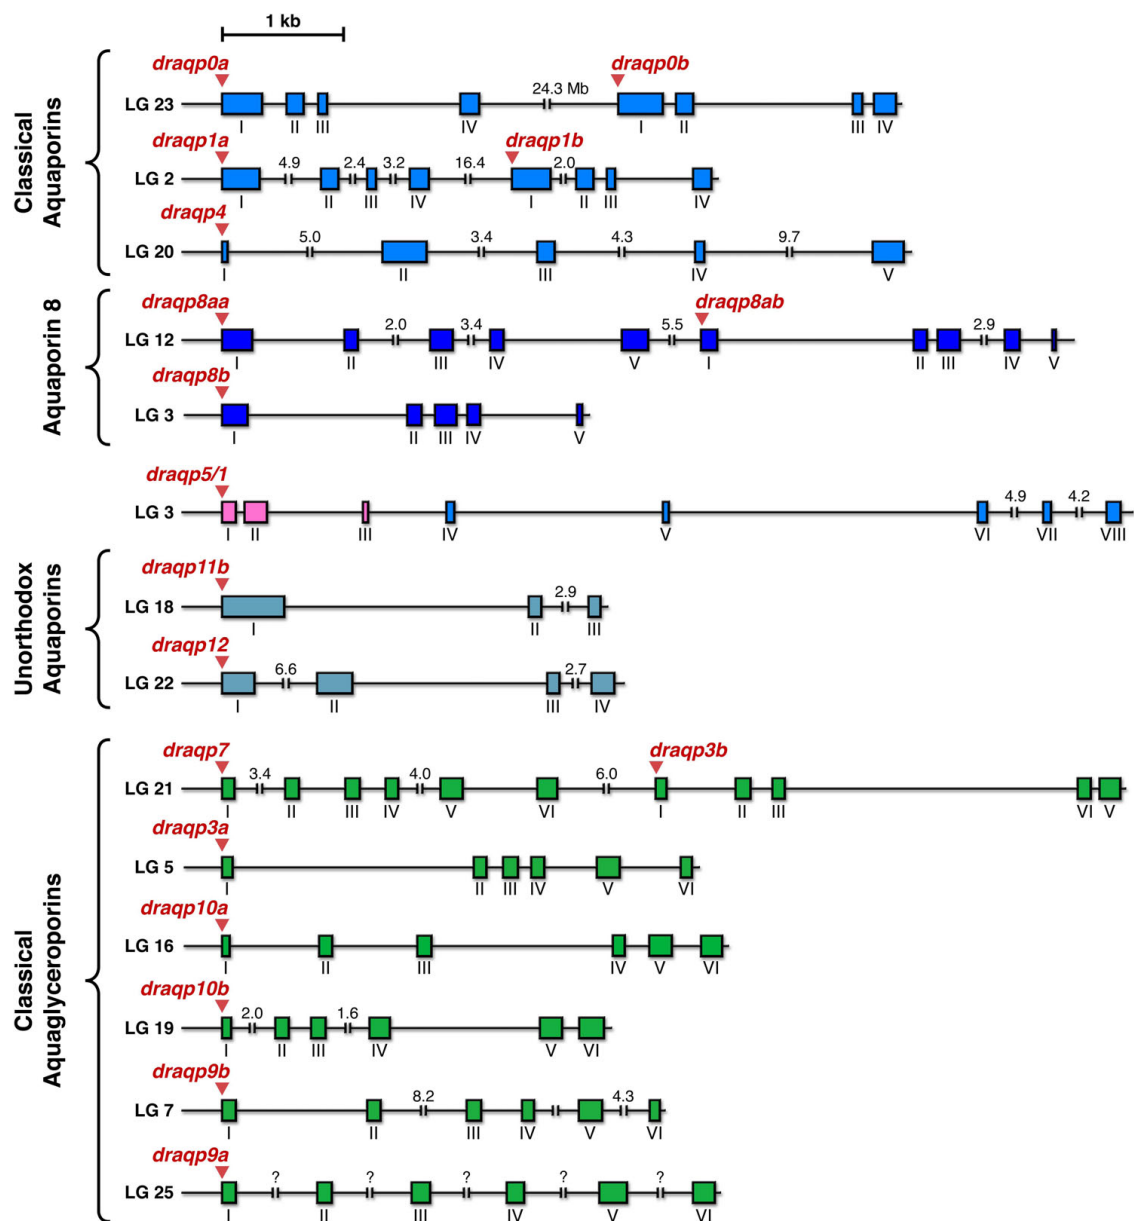 1 kb
Classical
Aquaporins
draqp0a
draqp0b
LG 23
24.3 Mb
I II III IV I II III IV
draqp1a
draqp1b
LG 2
4.9 2.4 3.2 16.4 2.0
I II III IV I II III IV
draqp4
LG 20
5.0 3.4 4.3 9.7
I II III IV V
Aquaporin 8
draqp8aa
draqp8ab
LG 12
2.0 3.4 5.5 2.9
I II III IV V I II III IV V
draqp8b
LG 3
I II III IV V
draqp5/1
LG 3
4.9 4.2
I II III IV V VI VII VIII
Unorthodox
Aquaporins
draqp11b
LG 18
2.9
I II III
draqp12
LG 22
6.6 2.7
I II III IV
Classical
Aquaglyceroporins
draqp7
draqp3b
LG 21
3.4 4.0 6.0
I II III IV V VI I II III VI V
draqp3a
LG 5
I II III IV V VI
draqp10a
LG 16
I II III IV V VI
draqp10b
LG 19
2.0 1.6
I II III IV V VI
draqp9b
LG 7
8.2 4.3
I II III IV V VI
draqp9a
LG 25
? ? ? ? ?
I II III IV V VI